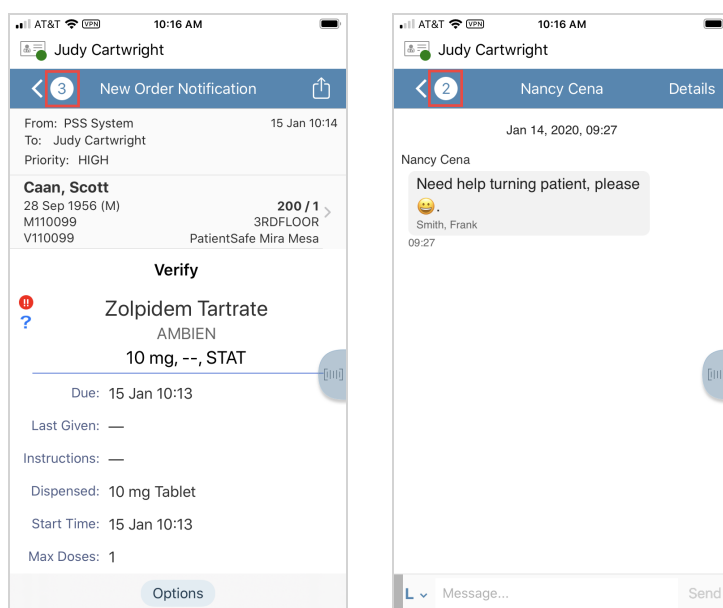 AT&T VPN 10:16 AM
Judy Cartwright
3 New Order Notification
From: PSS System 15 Jan 10:14
To: Judy Cartwright
Priority: HIGH
Caan, Scott
28 Sep 1956 (M) 200 / 1
M110099 3RDFLOOR
V110099 PatientSafe Mira Mesa
Verify
!!
?
Zolpidem Tartrate
AMBIEN
10 mg, --, STAT
Due: 15 Jan 10:13
Last Given: —
Instructions: —
Dispensed: 10 mg Tablet
Start Time: 15 Jan 10:13
Max Doses: 1
Options
AT&T VPN 10:16 AM
Judy Cartwright
2 Nancy Cena Details
Jan 14, 2020, 09:27
Nancy Cena
Need help turning patient, please
😀.
Smith, Frank
09:27
L Message... Send